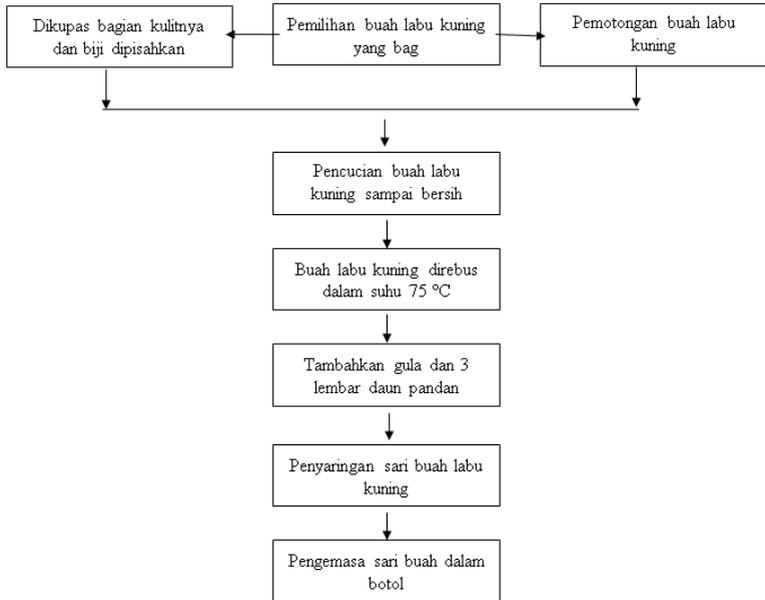 Dikupas bagian kulitnya
dan biji dipisahkan
Pemilihan buah labu kuning
yang bag
Pemotongan buah labu
kuning
Pencucian buah labu
kuning sampai bersih
Buah labu kuning direbus
dalam suhu 75 °C
Tambahkan gula dan 3
lembar daun pandan
Penyaringan sari buah labu
kuning
Pengemasa sari buah dalam
botol